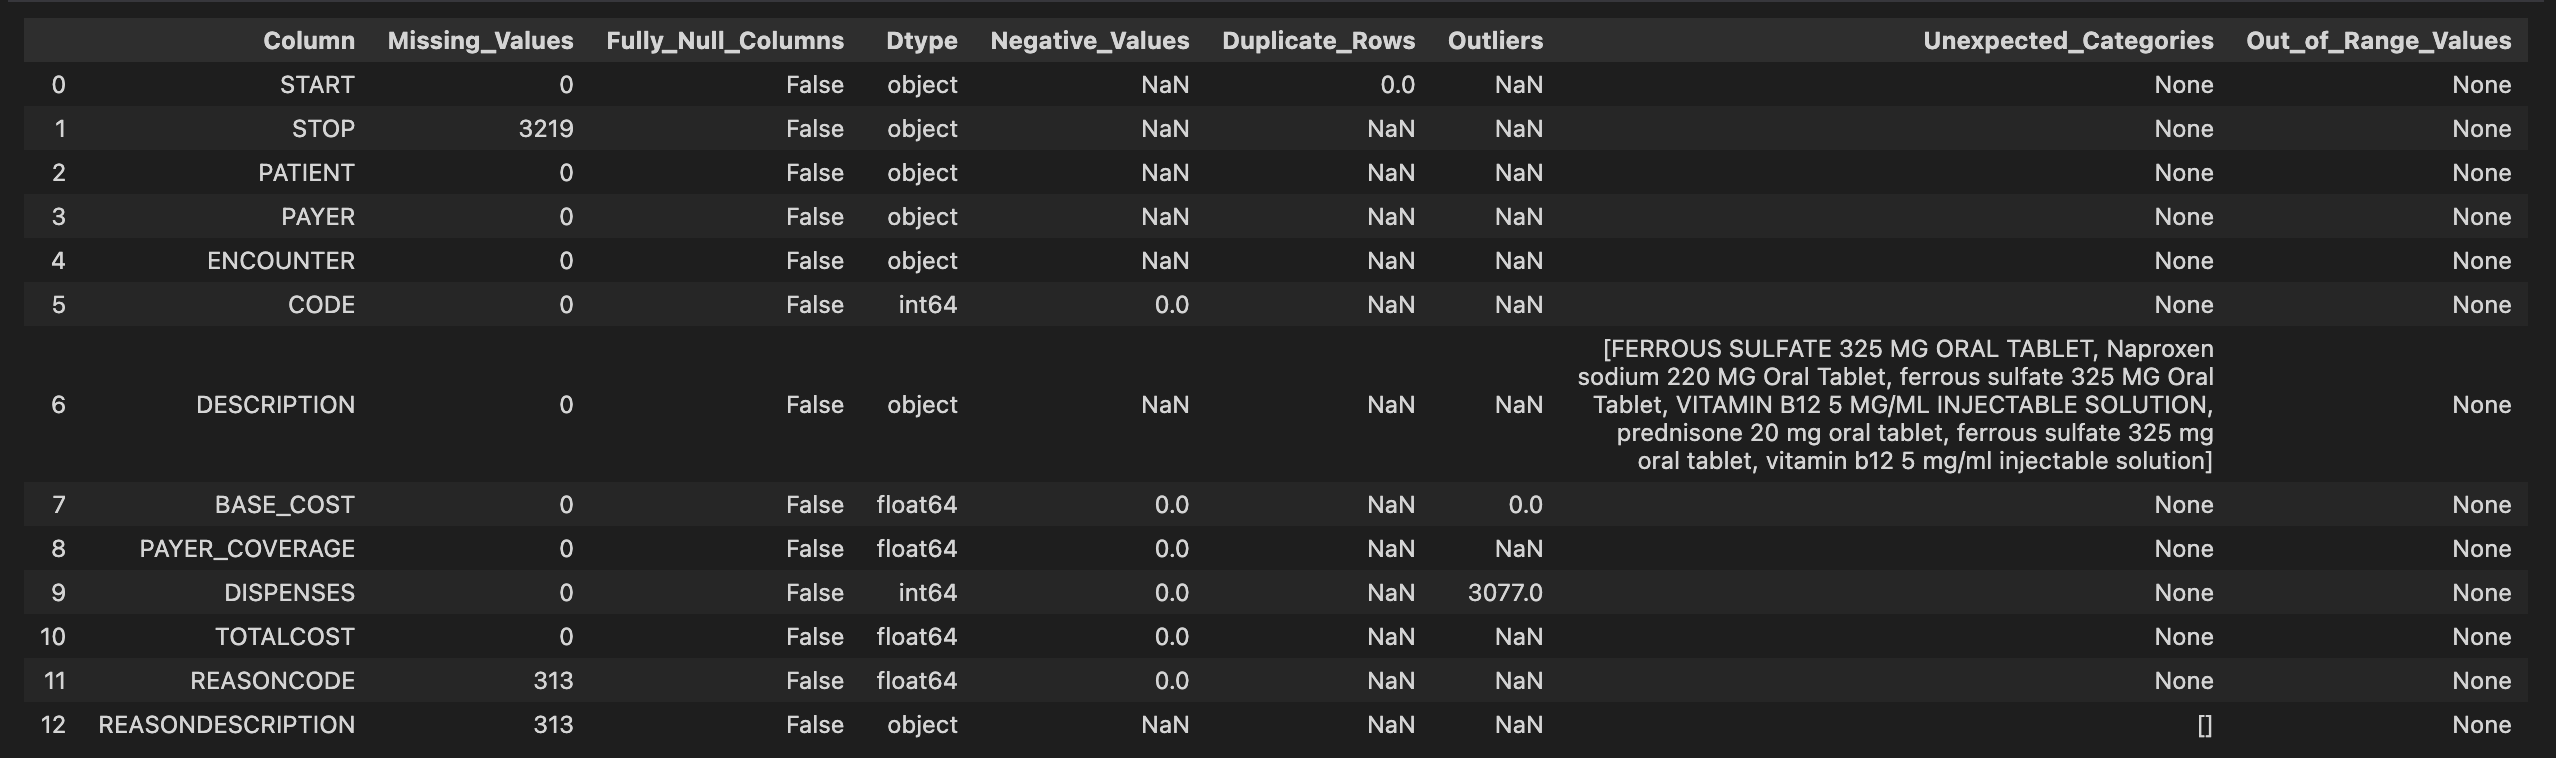 Column Missing_Values Fully_Null_Columns Dtype Negative_Values Duplicate_Rows Outliers Unexpected_Categories Out_of_Range_Values
0 START 0 False object NaN 0.0 NaN None None
1 STOP 3219 False object NaN NaN NaN None None
2 PATIENT 0 False object NaN NaN NaN None None
3 PAYER 0 False object NaN NaN NaN None None
4 ENCOUNTER 0 False object NaN NaN NaN None None
5 CODE 0 False int64 0.0 NaN NaN None None
[FERROUS SULFATE 325 MG ORAL TABLET, Naproxen
sodium 220 MG Oral Tablet, ferrous sulfate 325 MG Oral
6 DESCRIPTION 0 False object NaN NaN NaN Tablet, VITAMIN B12 5 MG/ML INJECTABLE SOLUTION, None
prednisone 20 mg oral tablet, ferrous sulfate 325 mg
oral tablet, vitamin b12 5 mg/ml injectable solution]
7 BASE_COST 0 False float64 0.0 NaN 0.0 None None
8 PAYER_COVERAGE 0 False float64 0.0 NaN NaN None None
9 DISPENSES 0 False int64 0.0 NaN 3077.0 None None
10 TOTALCOST 0 False float64 0.0 NaN NaN None None
11 REASONCODE 313 False float64 0.0 NaN NaN None None
12 REASONDESCRIPTION 313 False object NaN NaN NaN [] None